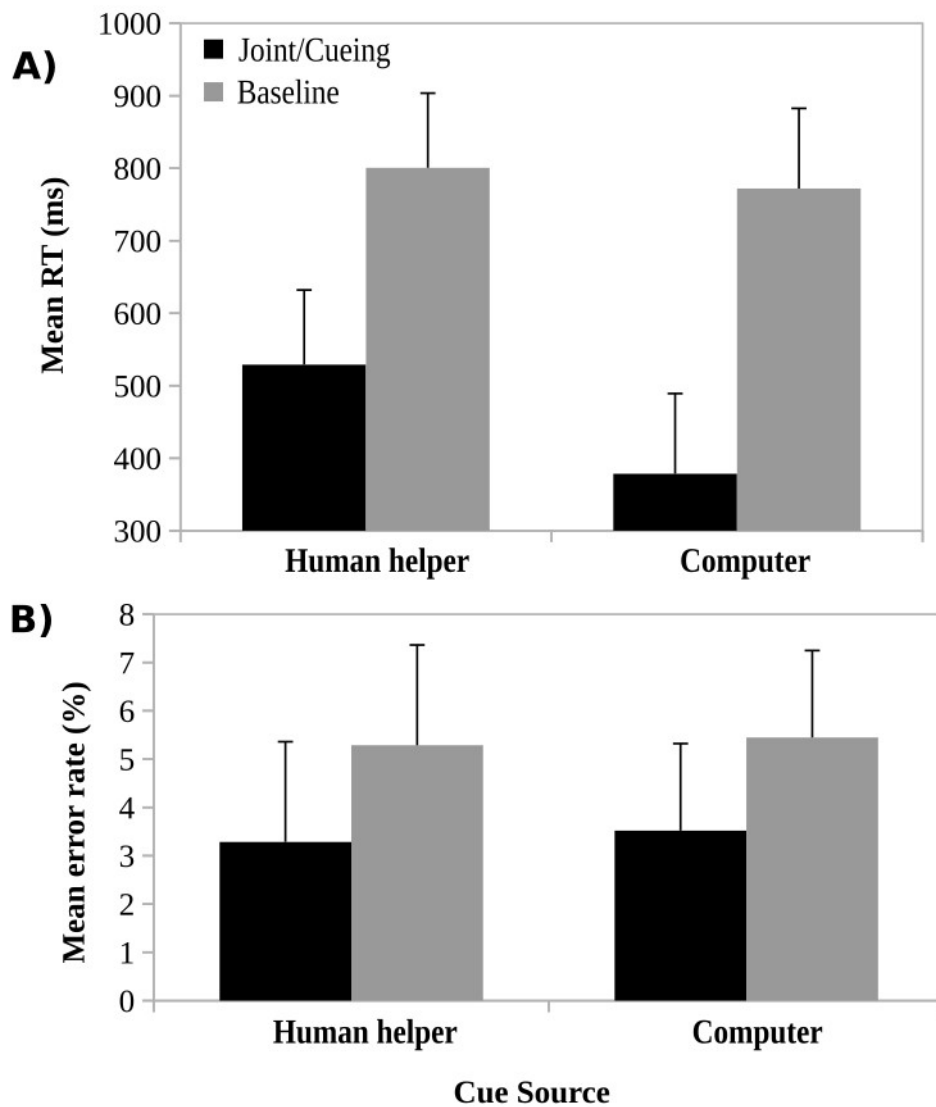 A)
Joint/Cueing
Baseline
Mean RT (ms)
1000
900
800
700
600
500
400
300
Human helper Computer
B)
Mean error rate (%)
8
7
6
5
4
3
2
1
0
Human helper Computer
Cue Source